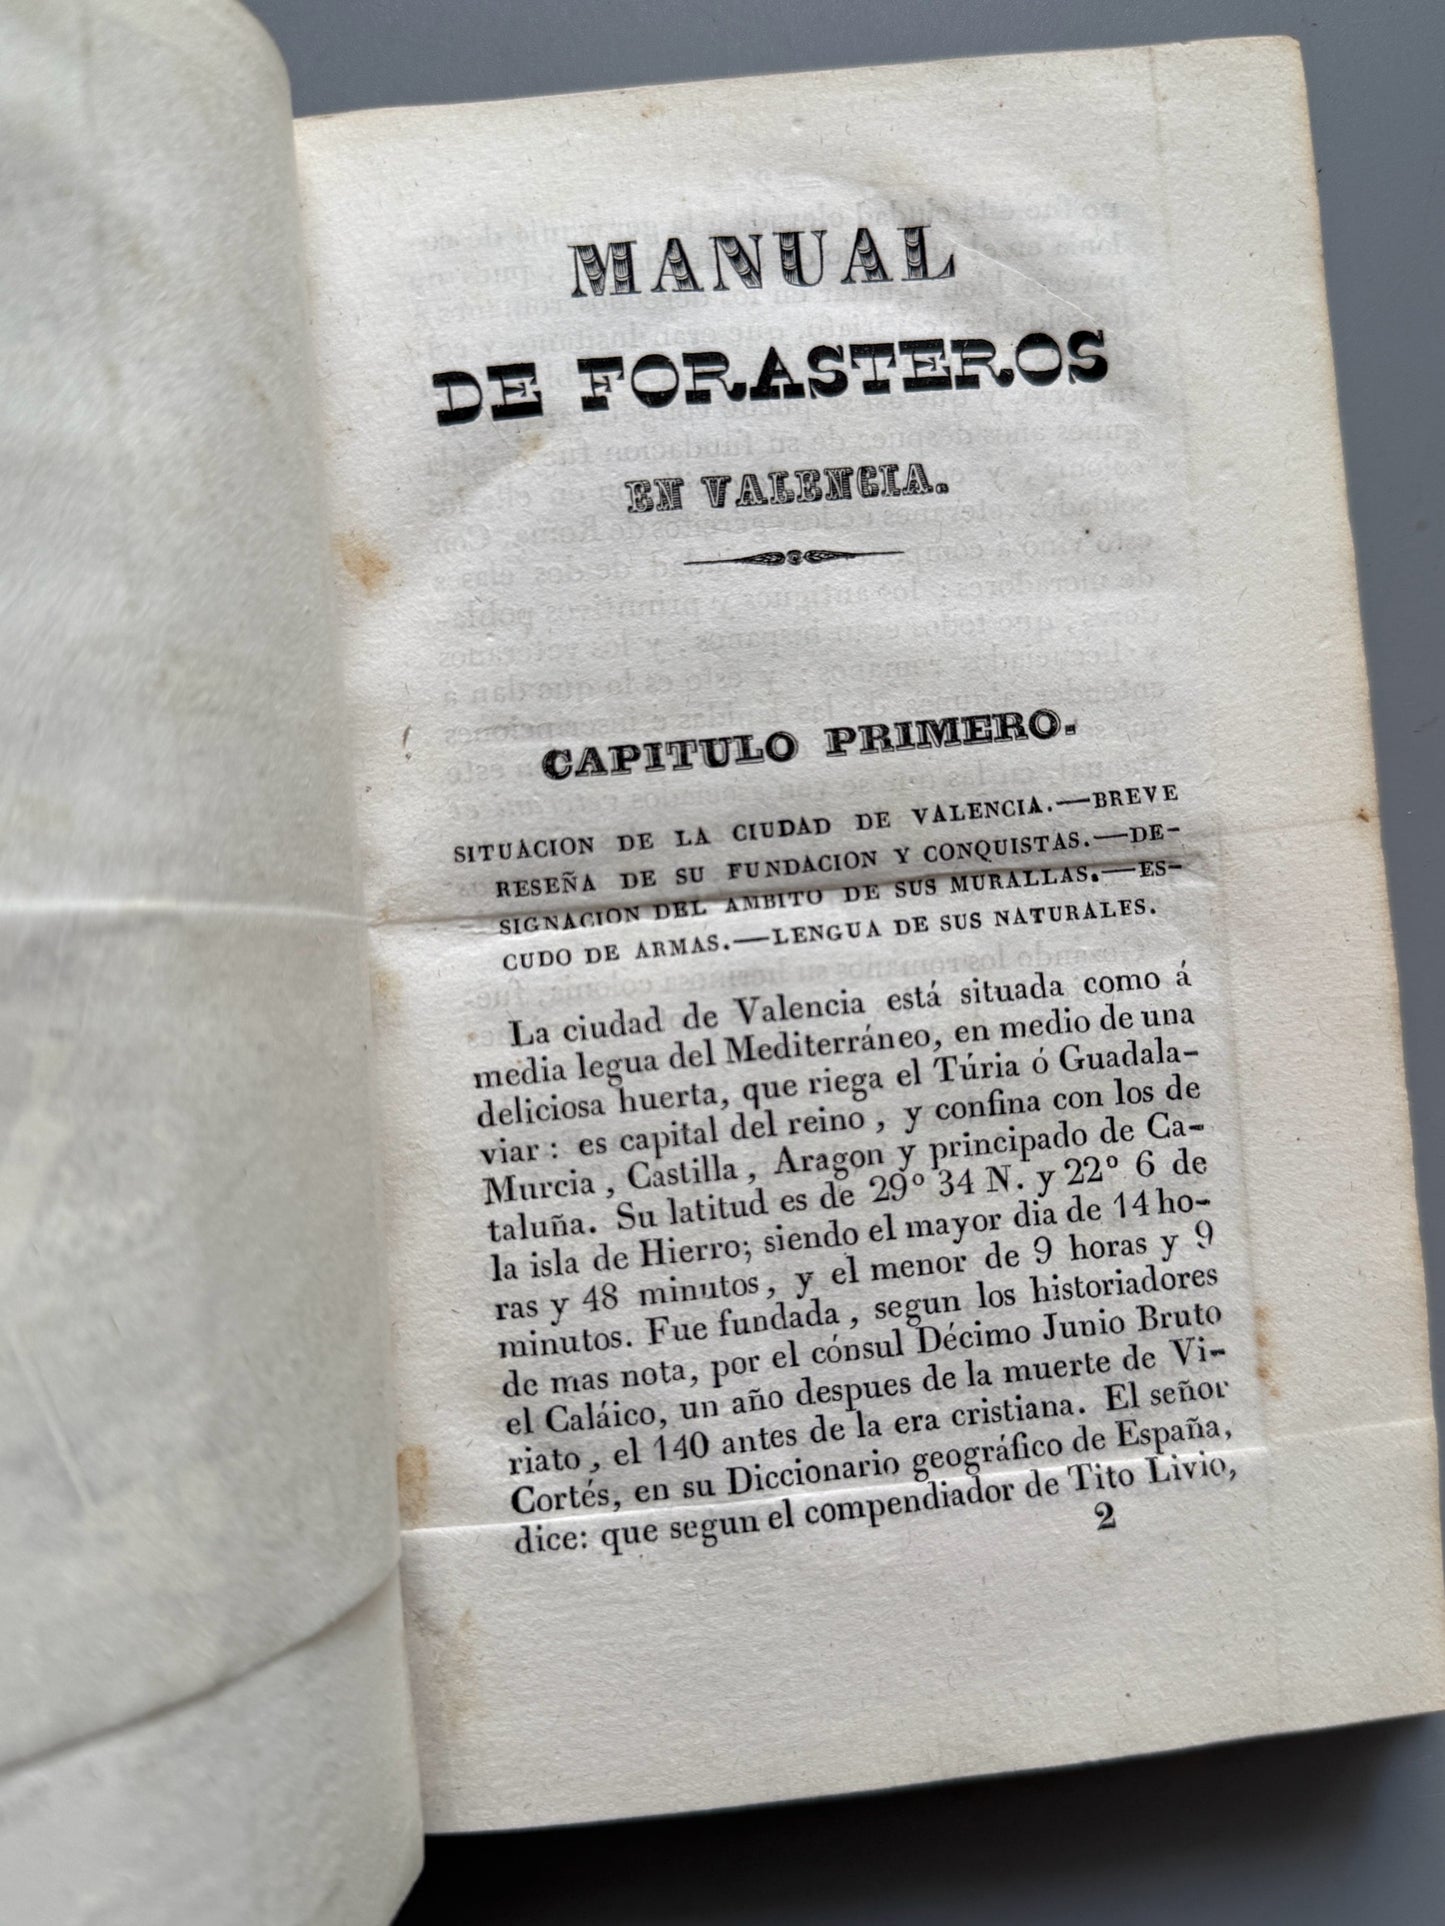 MANUAL
DE FORASTEROS
EN VALENCIA.
CAPITULO PRIMERO.
SITUACION DE LA CIUDAD DE VALENCIA.—BREVE
RESEÑA DE SU FUNDACION Y CONQUISTAS.—DE-
SIGNACION DEL AMBITO DE SUS MURALLAS.—ES-
CUDO DE ARMAS.—LENGUA DE SUS NATURALES.
La ciudad de Valencia está situada como á
media legua del Mediterráneo, en medio de una
deliciosa huerta, que riega el Túria ó Guadala-
viar: es capital del reino, y confina con los de
Murcia, Castilla, Aragon y principado de Ca-
taluña. Su latitud es de 29° 34 N. y 22° 6 de
la isla de Hierro; siendo el mayor dia de 14 ho-
ras y 48 minutos, y el menor de 9 horas y 9
minutos. Fue fundada, segun los historiadores
de mas nota, por el cónsul Décimo Junio Bruto
el Caláico, un año despues de la muerte de Vi-
riato, el 140 antes de la era cristiana. El señor
Cortés, en su Diccionario geográfico de España,
dice: que segun el compendiador de Tito Livio,
2